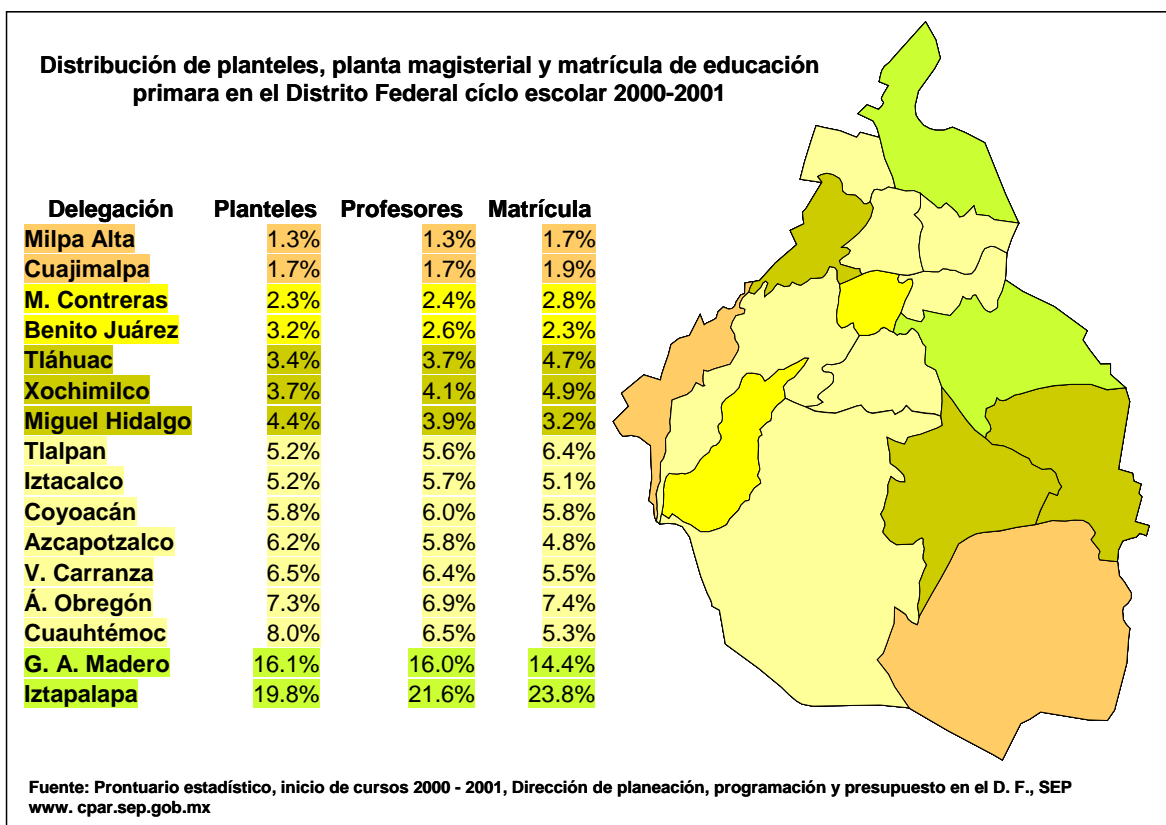 Distribución de planteles, planta magisterial y matrícula de educación
primara en el Distrito Federal cíclo escolar 2000-2001
Delegación Planteles Profesores Matrícula
Milpa Alta 1.3% 1.3% 1.7%
Cuajimalpa 1.7% 1.7% 1.9%
M. Contreras 2.3% 2.4% 2.8%
Benito Juárez 3.2% 2.6% 2.3%
Tláhuac 3.4% 3.7% 4.7%
Xochimilco 3.7% 4.1% 4.9%
Miguel Hidalgo 4.4% 3.9% 3.2%
Tlalpan 5.2% 5.6% 6.4%
Iztacalco 5.2% 5.7% 5.1%
Coyoacán 5.8% 6.0% 5.8%
Azcapotzalco 6.2% 5.8% 4.8%
V. Carranza 6.5% 6.4% 5.5%
Á. Obregón 7.3% 6.9% 7.4%
Cuauhtémoc 8.0% 6.5% 5.3%
G. A. Madero 16.1% 16.0% 14.4%
Iztapalapa 19.8% 21.6% 23.8%
Fuente: Prontuario estadístico, inicio de cursos 2000 - 2001, Dirección de planeación, programación y presupuesto en el D. F., SEP
www. cpar.sep.gob.mx